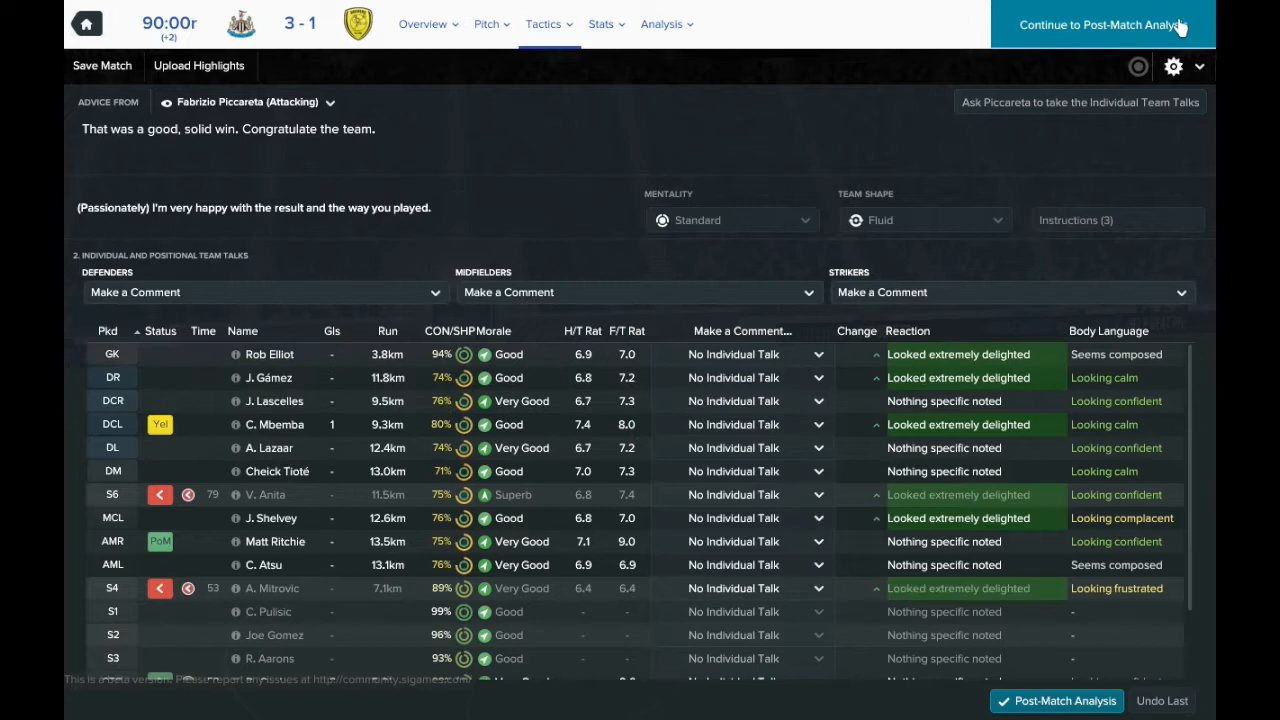 90:00r
(+2)
3 - 1
Overview Pitch Tactics Stats Analysis
Continue to Post-Match Analysis
Save Match Upload Highlights
ADVICE FROM Fabrizio Piccareta (Attacking) Ask Piccareta to take the Individual Team Talks
That was a good, solid win. Congratulate the team.
MENTALITY TEAM SHAPE
(Passionately) I'm very happy with the result and the way you played.
Standard Fluid Instructions (3)
2. INDIVIDUAL AND POSITIONAL TEAM TALKS
DEFENDERS MIDFIELDERS STRIKERS
Make a Comment Make a Comment Make a Comment
Pkd Status Time Name Gls Run CON/SHP Morale H/T Rat F/T Rat Make a Comment... Change Reaction Body Language
GK Rob Elliot - 3.8km 94% Good 6.9 7.0 No Individual Talk Looked extremely delighted Seems composed
DR J. Gámez - 11.8km 74% Good 6.8 7.2 No Individual Talk Looked extremely delighted Looking calm
DCR J. Lascelles - 9.5km 76% Very Good 6.7 7.3 No Individual Talk Nothing specific noted Looking confident
DCL Yel C. Mbemba 1 9.3km 80% Good 7.4 8.0 No Individual Talk Looked extremely delighted Looking calm
DL A. Lazaar - 12.4km 74% Very Good 6.7 7.2 No Individual Talk Nothing specific noted Looking confident
DM Cheick Tioté - 13.0km 71% Good 7.0 7.3 No Individual Talk Nothing specific noted Looking calm
S6 79 V. Anita - 11.5km 75% Superb 6.8 7.4 No Individual Talk Looked extremely delighted Looking confident
MCL J. Shelvey - 12.6km 76% Good 6.8 7.0 No Individual Talk Looked extremely delighted Looking complacent
AMR PoM Matt Ritchie - 13.5km 75% Very Good 7.1 9.0 No Individual Talk Nothing specific noted Looking confident
AML C. Atsu - 13.1km 76% Very Good 6.9 6.9 No Individual Talk Nothing specific noted Seems composed
S4 53 A. Mitrovic - 7.1km 89% Very Good 6.4 6.4 No Individual Talk Looked extremely delighted Looking frustrated
S1 C. Pulisic - 99% Good - - No Individual Talk Nothing specific noted -
S2 Joe Gomez - 96% Good - - No Individual Talk Nothing specific noted -
S3 R. Aarons - 93% Good - - No Individual Talk Nothing specific noted -
This is a beta version. Please report any issues at http://community.sigames.com/
Post-Match Analysis Undo Last